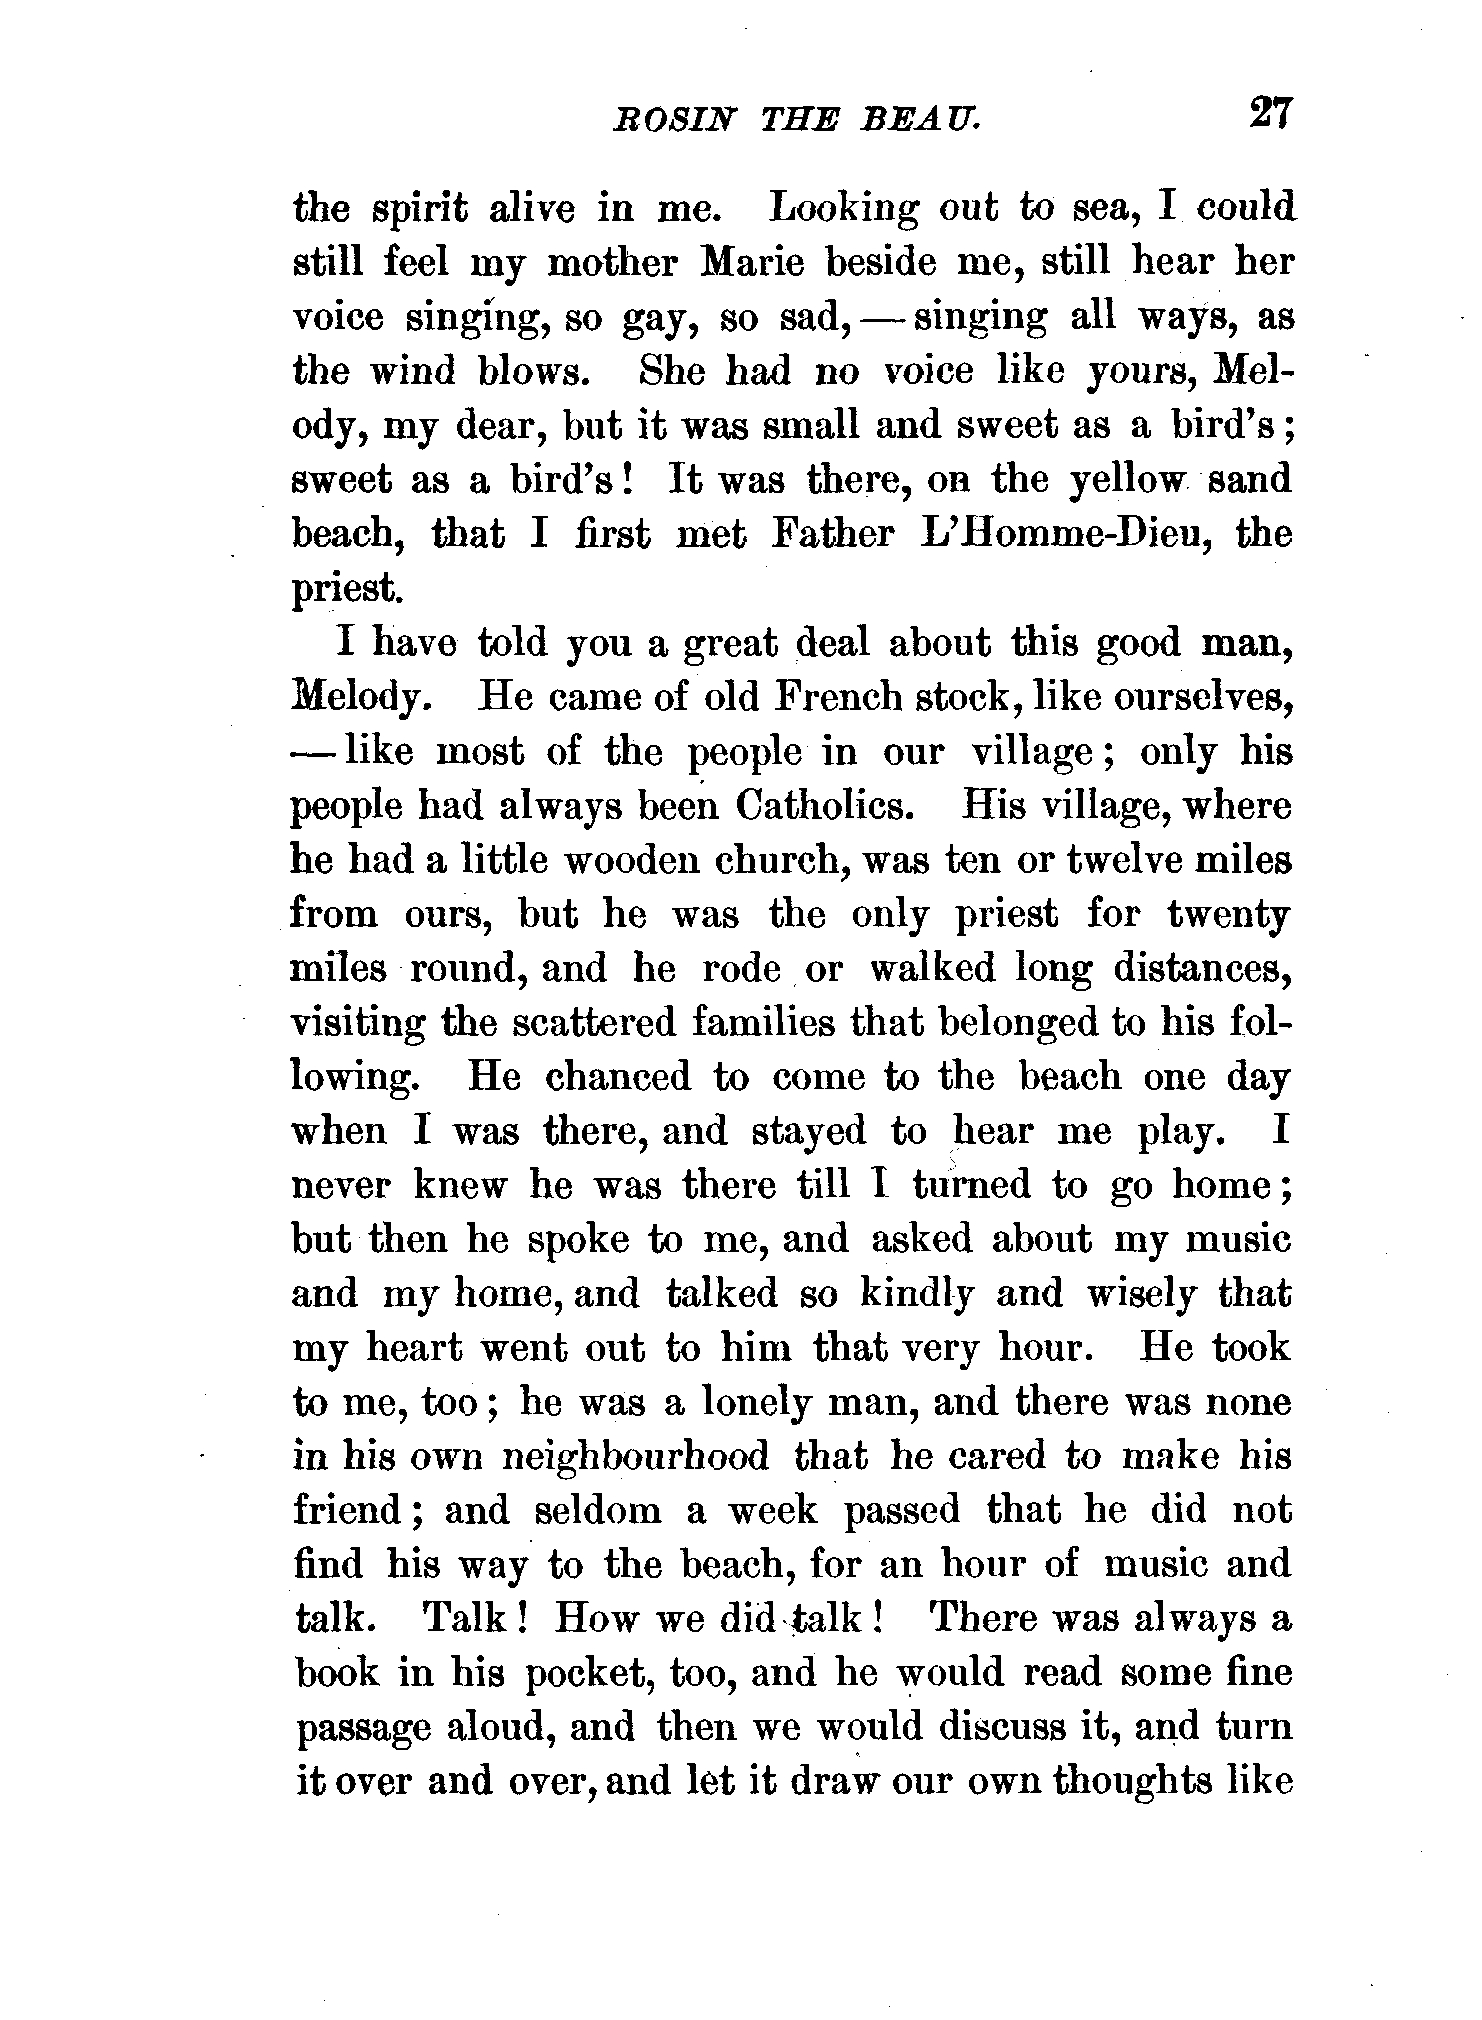 ROSIN THE BEAU. 27
the spirit alive in me. Looking out to sea, I could
still feel my mother Marie beside me, still hear her
voice singing, so gay, so sad, — singing all ways, as
the wind blows. She had no voice like yours, Mel-
ody, my dear, but it was small and sweet as a bird's;
sweet as a bird's! It was there, on the yellow sand
beach, that I first met Father L'Homme-Dieu, the
priest.
I have told you a great deal about this good man,
Melody. He came of old French stock, like ourselves,
— like most of the people in our village; only his
people had always been Catholics. His village, where
he had a little wooden church, was ten or twelve miles
from ours, but he was the only priest for twenty
miles round, and he rode or walked long distances,
visiting the scattered families that belonged to his fol-
lowing. He chanced to come to the beach one day
when I was there, and stayed to hear me play. I
never knew he was there till I turned to go home;
but then he spoke to me, and asked about my music
and my home, and talked so kindly and wisely that
my heart went out to him that very hour. He took
to me, too; he was a lonely man, and there was none
in his own neighbourhood that he cared to make his
friend; and seldom a week passed that he did not
find his way to the beach, for an hour of music and
talk. Talk! How we did talk! There was always a
book in his pocket, too, and he would read some fine
passage aloud, and then we would discuss it, and turn
it over and over, and let it draw our own thoughts like